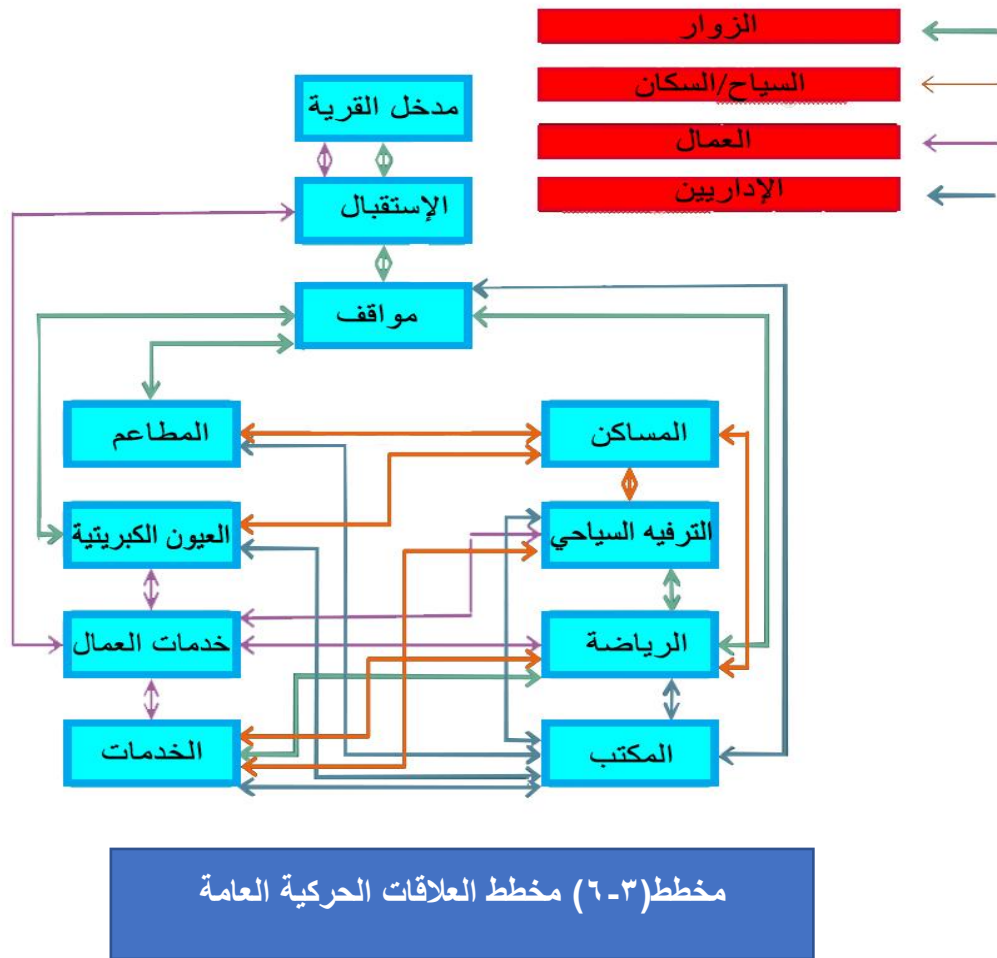 الزوار
السياح/السكان
العمال
الإداريين
مدخل القرية
الإستقبال
مواقف
المطاعم
المساكن
العيون الكبريتية
الترفيه السياحي
خدمات العمال
الرياضة
الخدمات
المكتب
مخطط(٣-٦) مخطط العلاقات الحركية العامة